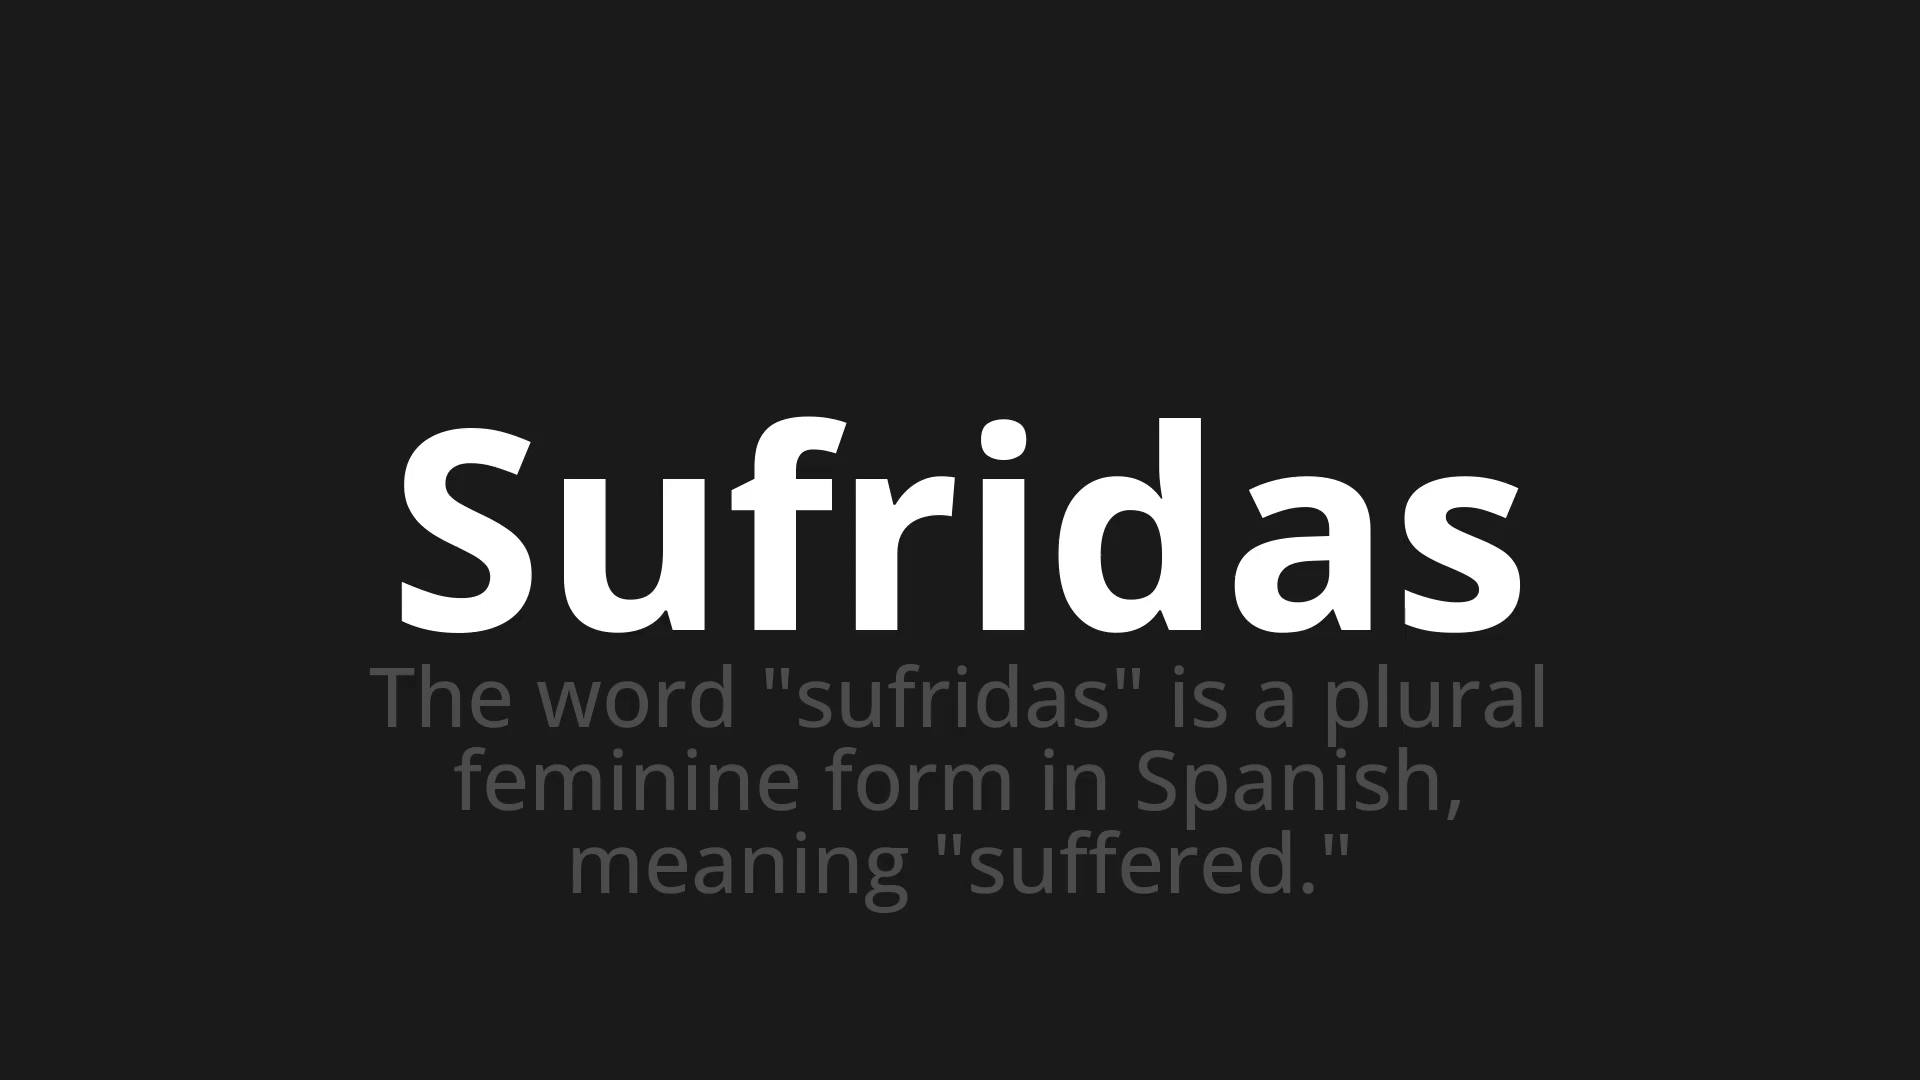 Sufridas
The word "sufridas" is a plural
feminine form in Spanish,
meaning "suffered."